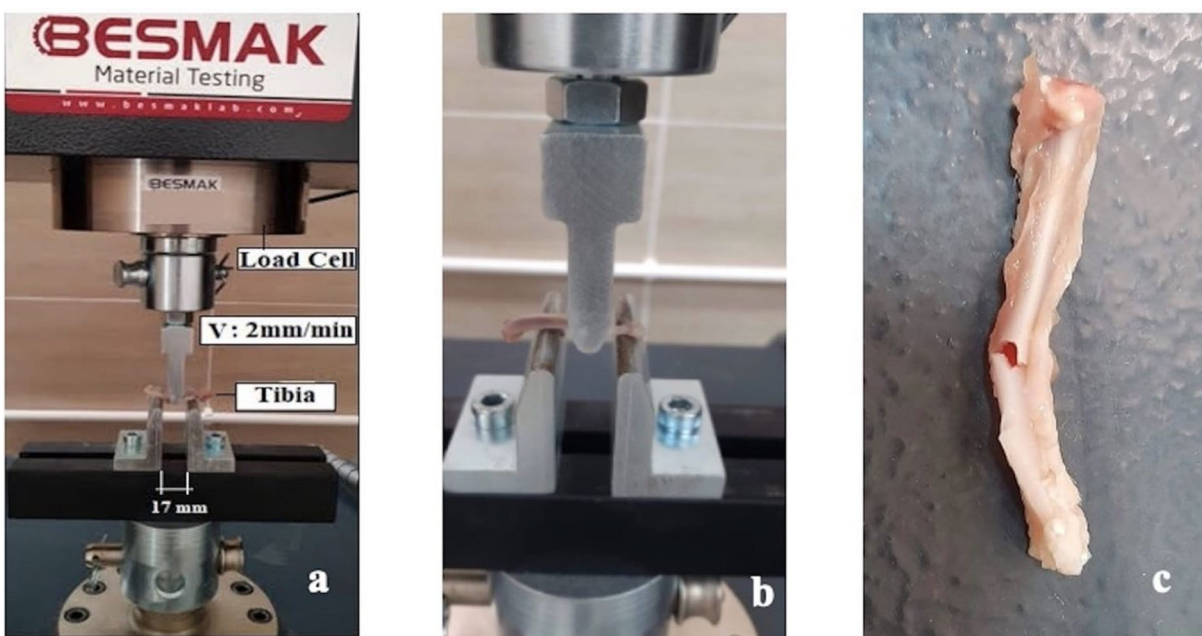 BESMAK
Material Testing
www.besmaklab.com
BESMAK
Load Cell
V: 2mm/min
Tibia
17 mm
a
b
c